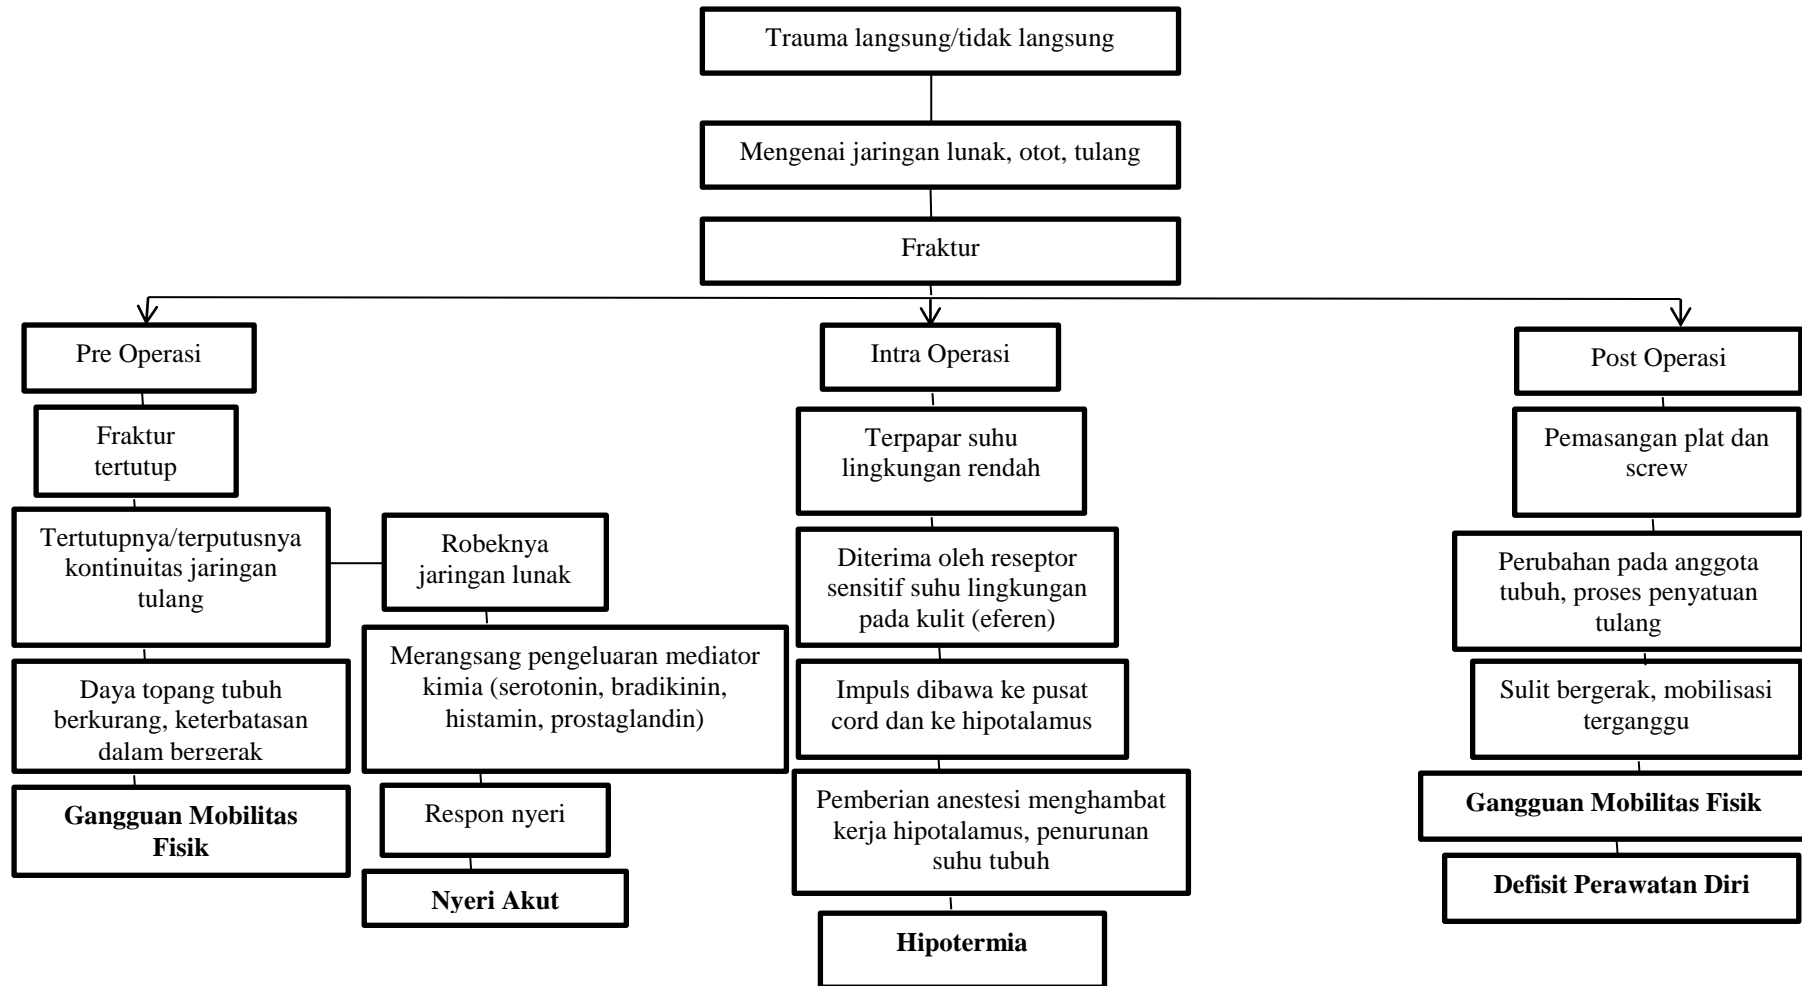 Trauma langsung/tidak langsung
Mengenai jaringan lunak, otot, tulang
Fraktur
Pre Operasi
Fraktur
tertutup
Tertutupnya/terputusnya
kontinuitas jaringan
tulang
Daya topang tubuh
berkurang, keterbatasan
dalam bergerak
Gangguan Mobilitas
Fisik
Robeknya
jaringan lunak
Merangsang pengeluaran mediator
kimia (serotonin, bradikinin,
histamin, prostaglandin)
Respon nyeri
Nyeri Akut
Intra Operasi
Terpapar suhu
lingkungan rendah
Diterima oleh reseptor
sensitif suhu lingkungan
pada kulit (eferen)
Impuls dibawa ke pusat
cord dan ke hipotalamus
Pemberian anestesi menghambat
kerja hipotalamus, penurunan
suhu tubuh
Hipotermia
Post Operasi
Pemasangan plat dan
screw
Perubahan pada anggota
tubuh, proses penyatuan
tulang
Sulit bergerak, mobilisasi
terganggu
Gangguan Mobilitas Fisik
Defisit Perawatan Diri